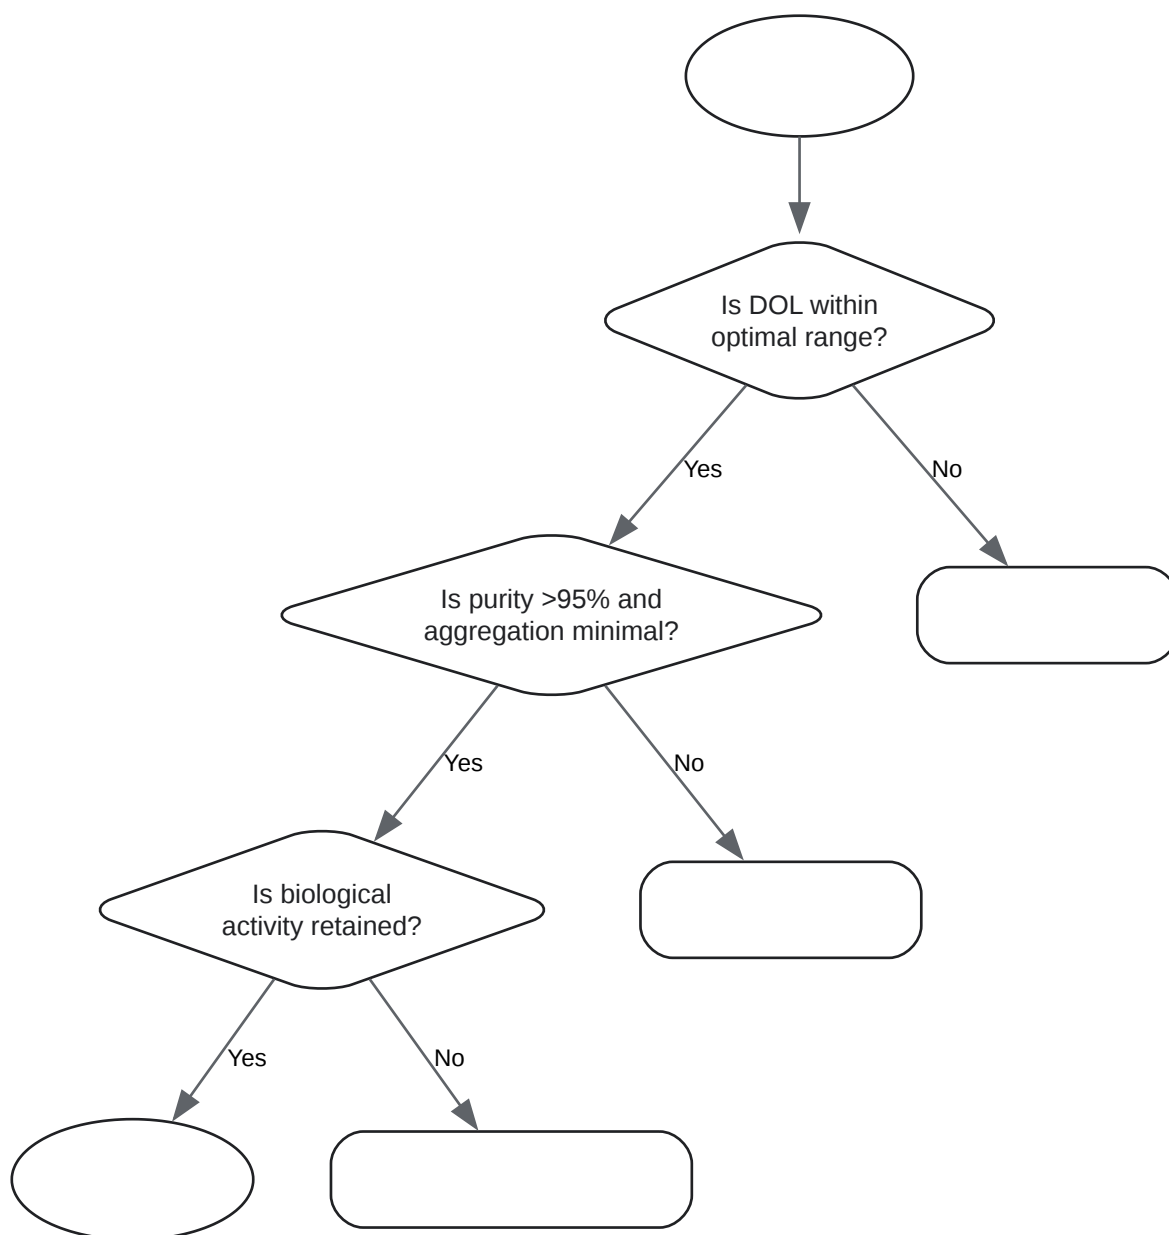 Is DOL within
optimal range?
Yes
No
Is purity >95% and
aggregation minimal?
Yes
No
Is biological
activity retained?
Yes
No